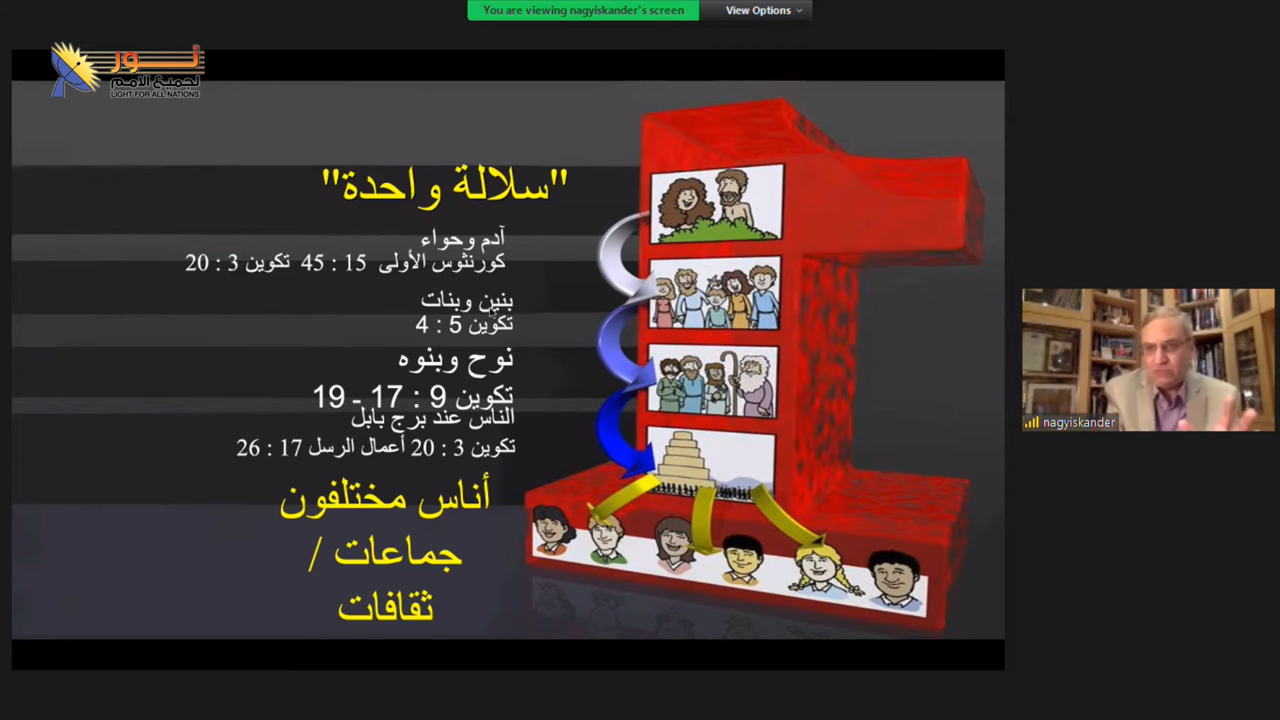 You are viewing nagyiskander's screen
View Options
نور
لجميع الامم
LIGHT FOR ALL NATIONS
"سلالة واحدة"
آدم وحواء
كورنثوس الأولى 15 : 45 تكوين 3 : 20
بنين وبنات
تكوين 5 : 4
نوح وبنوه
تكوين 9 : 17 - 19
الناس عند برج بابل
تكوين 3 : 20 أعمال الرسل 17 : 26
أناس مختلفون
جماعات /
ثقافات
nagyiskander